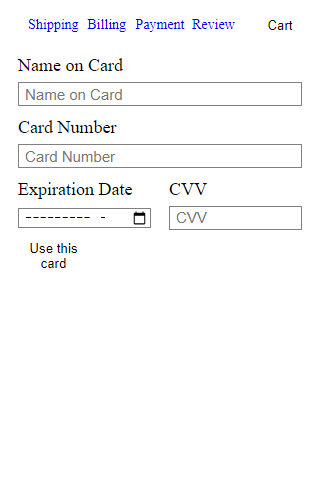 Shipping Billing Payment Review Cart
Name on Card
Name on Card
Card Number
Card Number
Expiration Date CVV
--------- - CVV
Use this
card